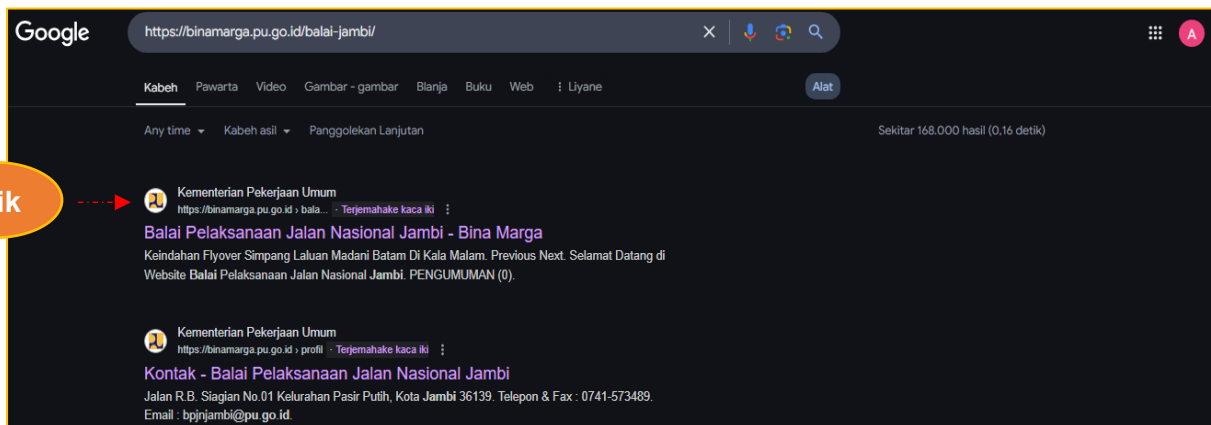 Google
https://binamarga.pu.go.id/balai-jambi/
A
Kabeh Pawarta Video Gambar - gambar Blanja Buku Web Liyane
Alat
Any time Kabeh asil Panggolekan Lanjutan
Sekitar 168.000 hasil (0,16 detik)
ik
Kementerian Pekerjaan Umum
https://binamarga.pu.go.id › bala... · Terjemahake kaca iki
Balai Pelaksanaan Jalan Nasional Jambi - Bina Marga
Keindahan Flyover Simpang Laluan Madani Batam Di Kala Malam. Previous Next. Selamat Datang di
Website Balai Pelaksanaan Jalan Nasional Jambi. PENGUMUMAN (0).
Kementerian Pekerjaan Umum
https://binamarga.pu.go.id › profil · Terjemahake kaca iki
Kontak - Balai Pelaksanaan Jalan Nasional Jambi
Jalan R.B. Siagian No.01 Kelurahan Pasir Putih, Kota Jambi 36139. Telepon & Fax : 0741-573489.
Email : bpjnjambi@pu.go.id.